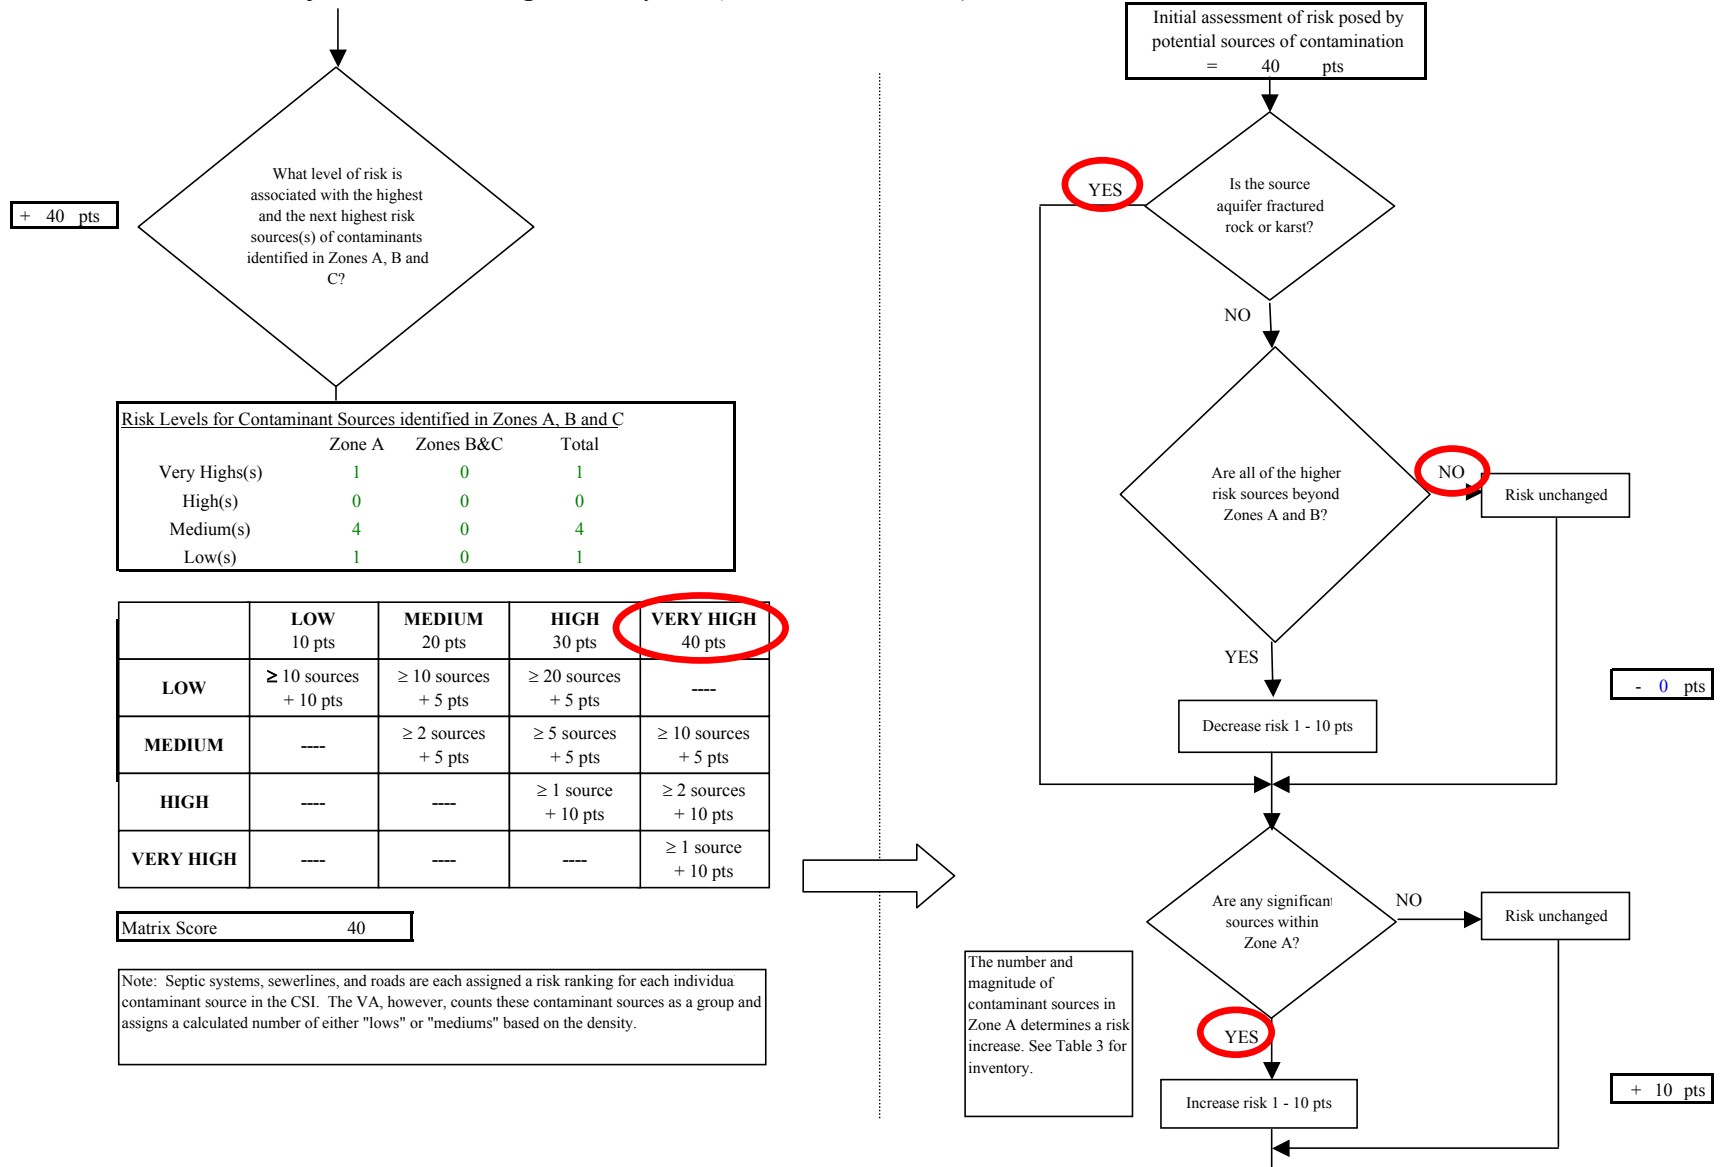 What level of risk is
associated with the highest
and the next highest risk
sources(s) of contaminants
identified in Zones A, B and
C?
+ 40 pts
Risk Levels for Contaminant Sources identified in Zones A, B and C
Zone A Zones B&C Total
Very Highs(s) 1 0 1
High(s) 0 0 0
Medium(s) 4 0 4
Low(s) 1 0 1
LOW MEDIUM HIGH VERY HIGH
10 pts 20 pts 30 pts 40 pts
LOW ≥ 10 sources ≥ 10 sources ≥ 20 sources ----
+ 10 pts + 5 pts + 5 pts
MEDIUM ---- ≥ 2 sources ≥ 5 sources ≥ 10 sources
+ 5 pts + 5 pts + 5 pts
HIGH ---- ---- ≥ 1 source ≥ 2 sources
+ 10 pts + 10 pts
VERY HIGH ---- ---- ---- ≥ 1 source
+ 10 pts
Matrix Score 40
Note: Septic systems, sewerlines, and roads are each assigned a risk ranking for each individua
contaminant source in the CSI. The VA, however, counts these contaminant sources as a group and
assigns a calculated number of either "lows" or "mediums" based on the density.
Initial assessment of risk posed by
potential sources of contamination
= 40 pts
YES
Is the source
aquifer fractured
rock or karst?
NO
Are all of the higher
risk sources beyond
Zones A and B?
NO
Risk unchanged
YES
- 0 pts
Decrease risk 1 - 10 pts
Are any significant
sources within
Zone A?
NO
Risk unchanged
The number and
magnitude of
contaminant sources in
Zone A determines a risk
increase. See Table 3 for
inventory.
YES
Increase risk 1 - 10 pts
+ 10 pts